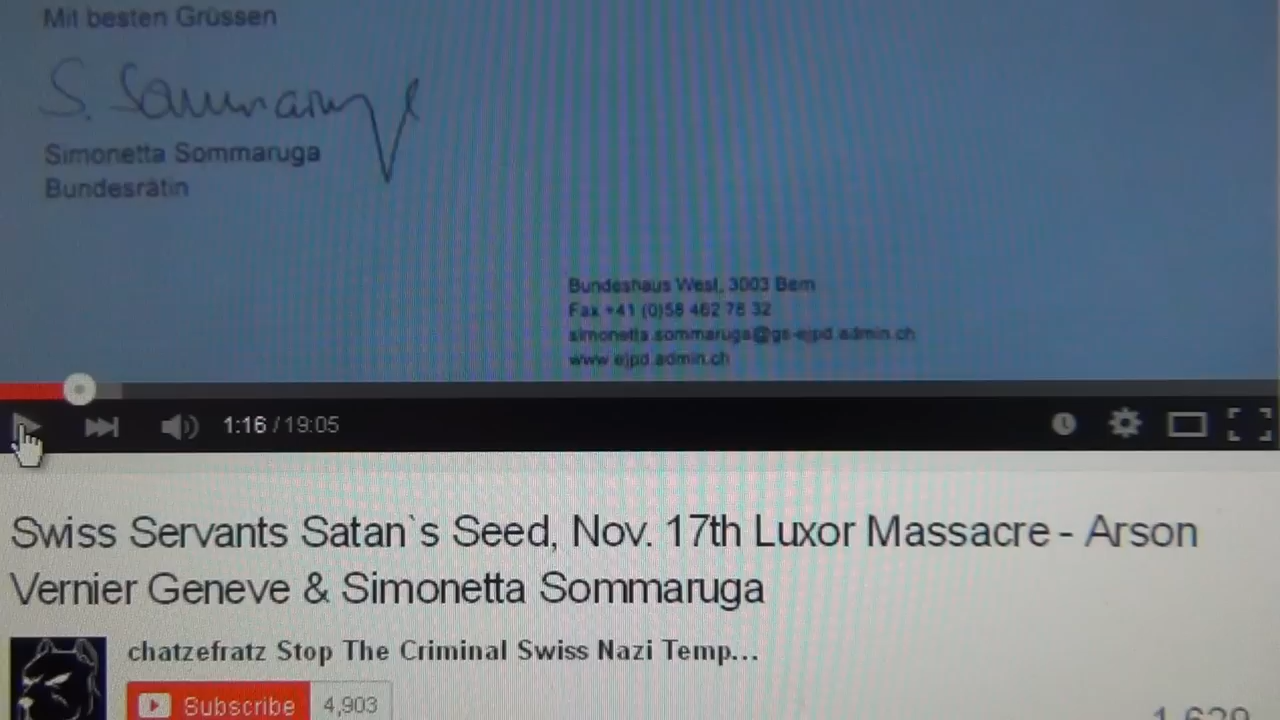 Mit besten Grüssen
S. Sommaruga
Simonetta Sommaruga
Bundesrätin
Bundeshaus West, 3003 Bern
Fax +41 (0)58 462 78 32
simonetta.sommaruga@gs-ejpd.admin.ch
www.ejpd.admin.ch
1:16 / 19:05
Swiss Servants Satan`s Seed, Nov. 17th Luxor Massacre - Arson
Vernier Geneve & Simonetta Sommaruga
chatzefratz Stop The Criminal Swiss Nazi Temp...
Subscribe 4,903